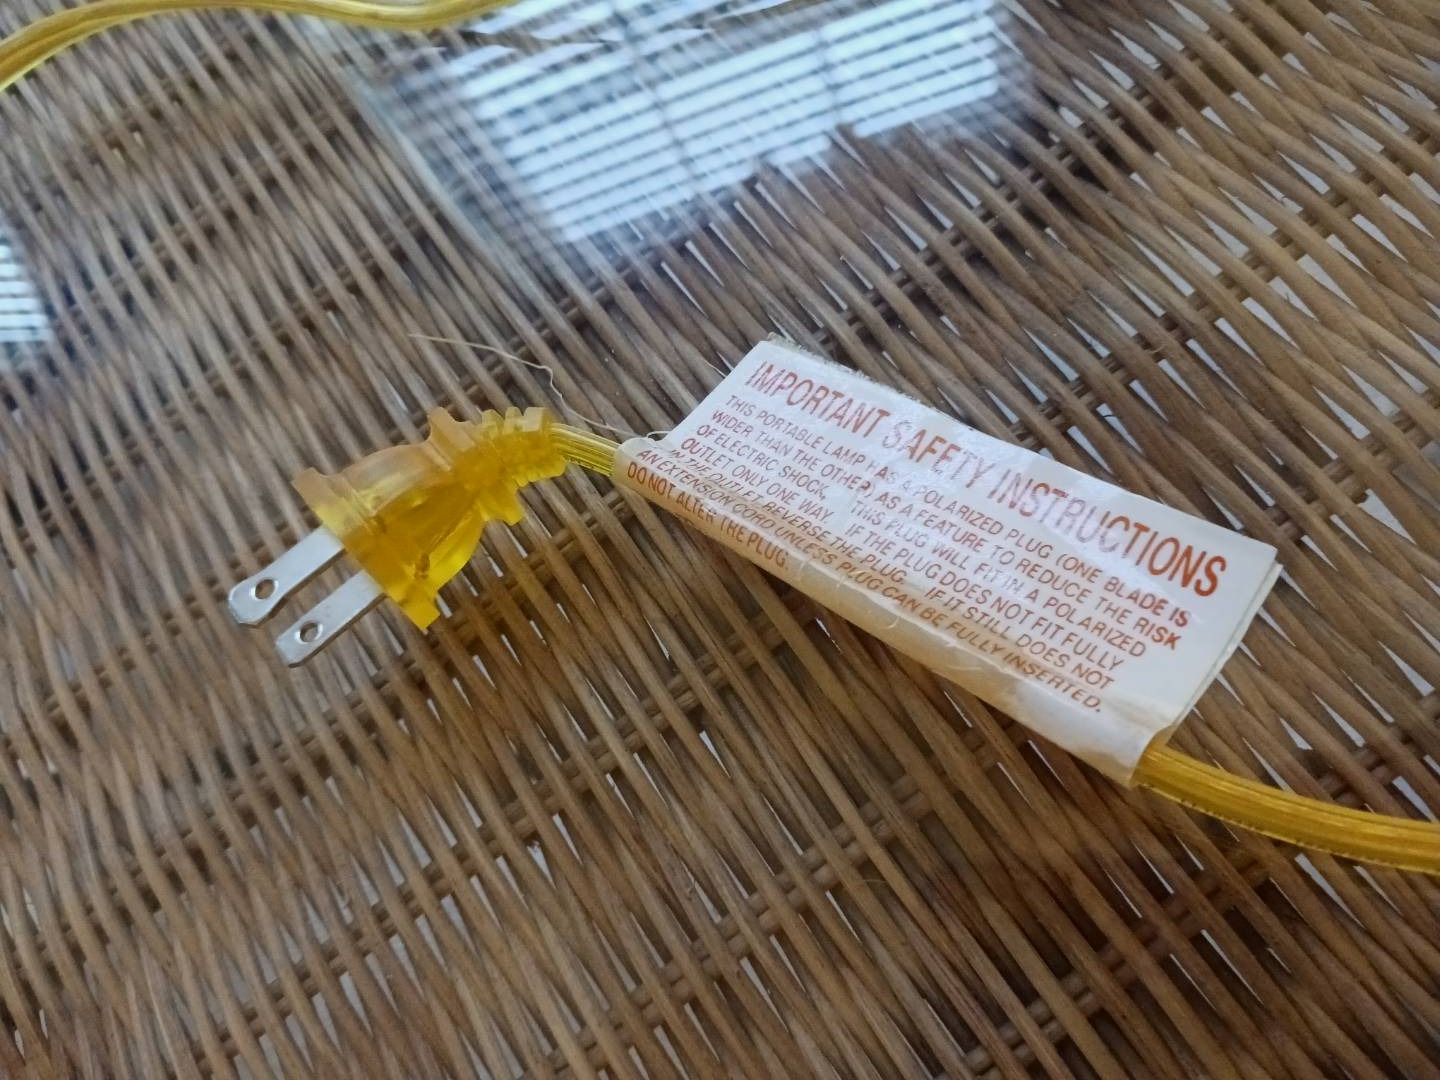 IMPORTANT SAFETY INSTRUCTIONS
THIS PORTABLE LAMP HAS A POLARIZED PLUG (ONE BLADE IS
WIDER THAN THE OTHER) AS A FEATURE TO REDUCE THE RISK
OF ELECTRIC SHOCK. THIS PLUG WILL FIT IN A POLARIZED
OUTLET ONLY ONE WAY. IF THE PLUG DOES NOT FIT FULLY
IN THE OUTLET, REVERSE THE PLUG. IF IT STILL DOES NOT
AN EXTENSION CORD UNLESS PLUG CAN BE FULLY INSERTED.
DO NOT ALTER THE PLUG.